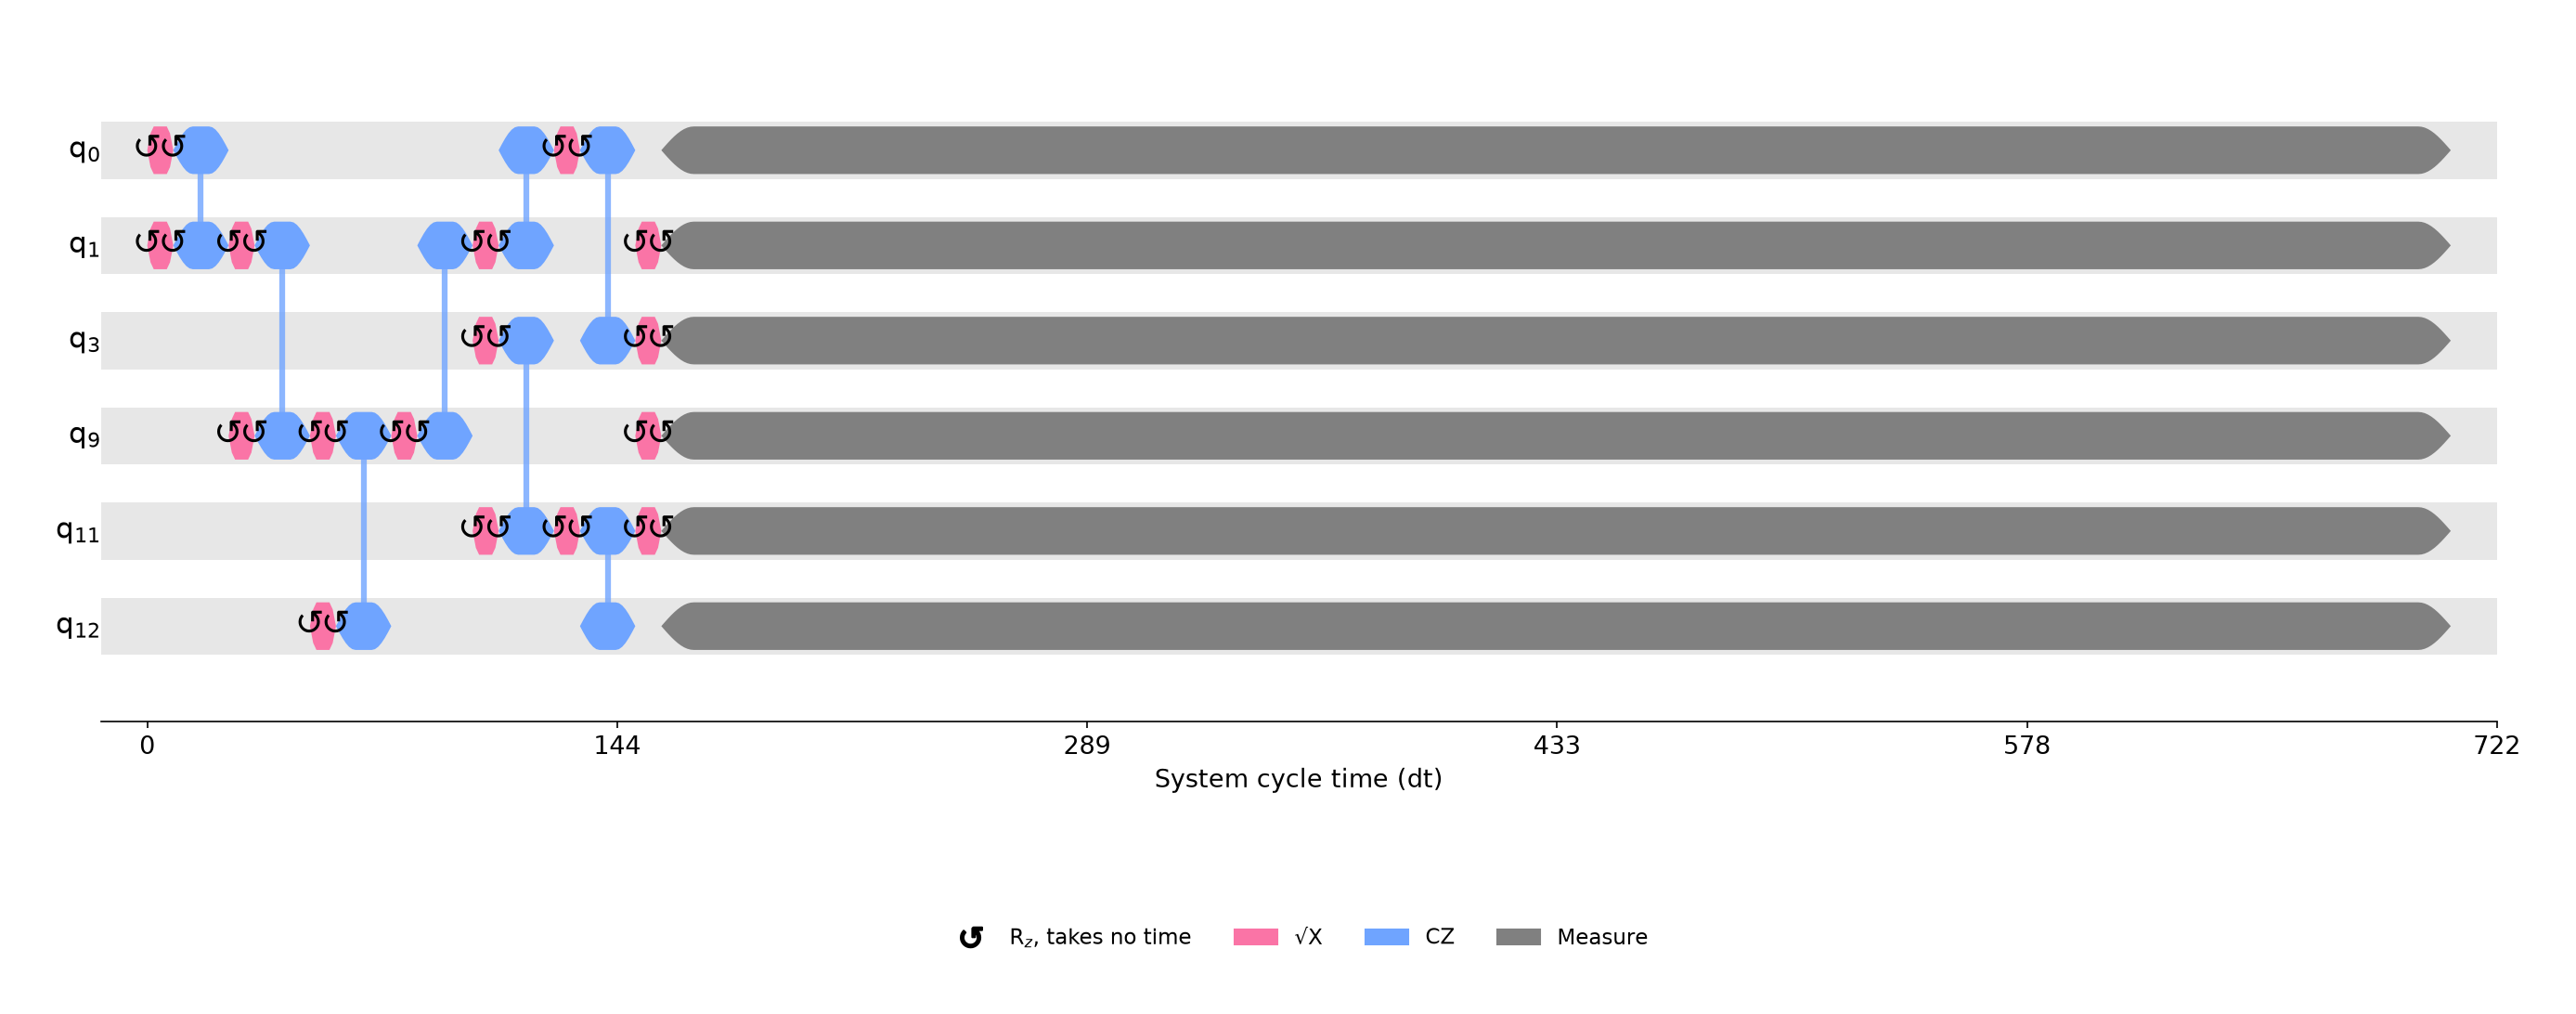 q0
q1
q3
q9
q11
q12
0 144 289 433 578 722
System cycle time (dt)
Rz, takes no time √X CZ Measure